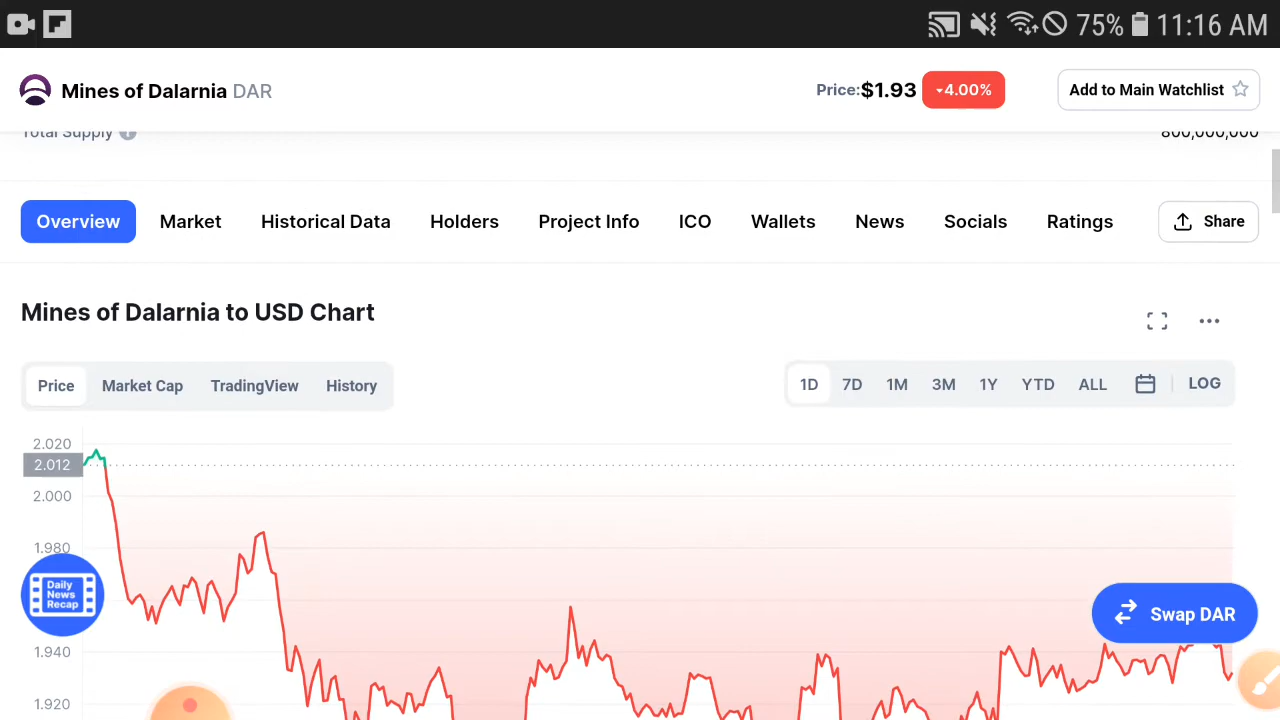 75% 11:16 AM
Mines of Dalarnia DAR
Price:$1.93 4.00%
Add to Main Watchlist
Total Supply
800,000,000
Overview Market Historical Data Holders Project Info ICO Wallets News Socials Ratings Share
Mines of Dalarnia to USD Chart
Price Market Cap TradingView History
1D 7D 1M 3M 1Y YTD ALL LOG
2.020
2.012
2.000
1.980
Daily
News
Recap
Swap DAR
1.940
1.920